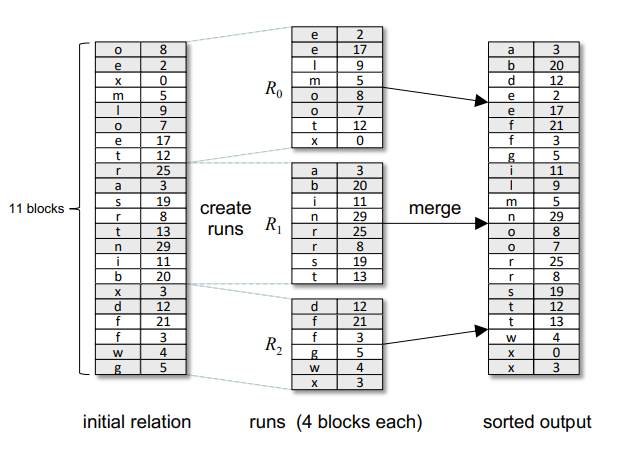 o 8
e 2
x 0
m 5
l 9
o 7
e 17
t 12
r 25
a 3
s 19
r 8
t 13
n 29
i 11
b 20
x 3
d 12
f 21
f 3
w 4
g 5
11 blocks
initial relation
create
runs
R0
e 2
e 17
l 9
m 5
o 8
o 7
t 12
x 0
R1
a 3
b 20
i 11
n 29
r 25
r 8
s 19
t 13
R2
d 12
f 21
f 3
g 5
w 4
x 3
runs (4 blocks each)
merge
a 3
b 20
d 12
e 2
e 17
f 21
f 3
g 5
i 11
l 9
m 5
n 29
o 8
o 7
r 25
r 8
s 19
t 12
t 13
w 4
x 0
x 3
sorted output